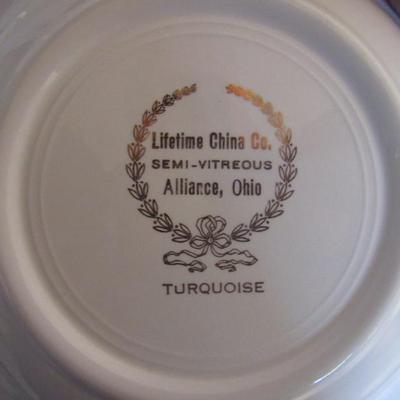 Lifetime China Co.
SEMI-VITREOUS
Alliance, Ohio
TURQUOISE